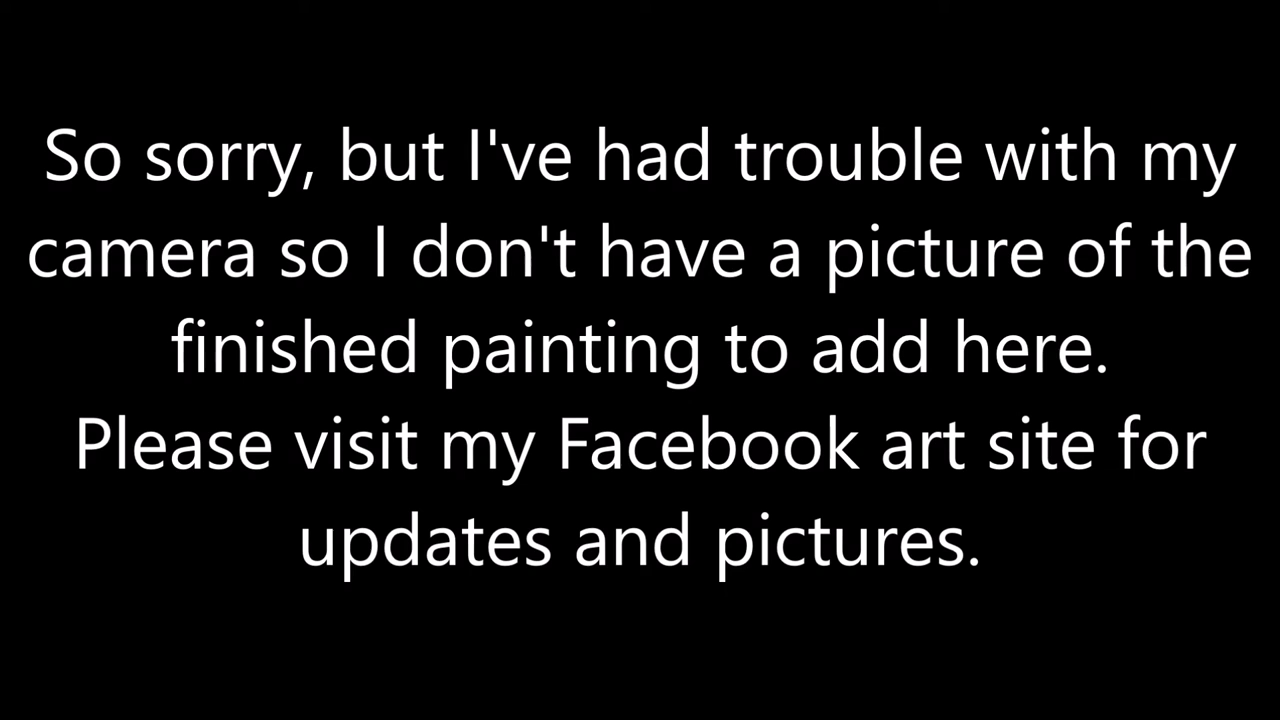 So sorry, but I've had trouble with my
camera so I don't have a picture of the
finished painting to add here.
Please visit my Facebook art site for
updates and pictures.